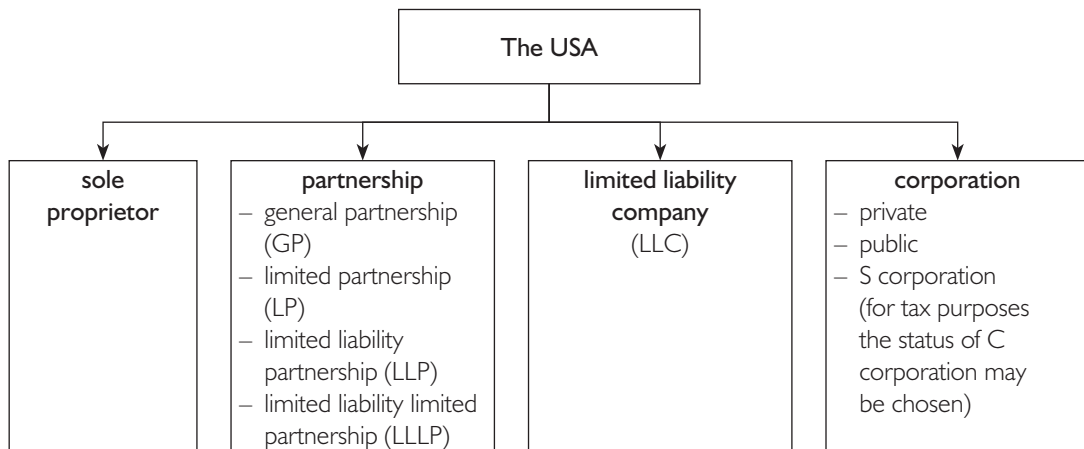 The USA
sole
proprietor
partnership
– general partnership
(GP)
– limited partnership
(LP)
– limited liability
partnership (LLP)
– limited liability limited
partnership (LLLP)
limited liability
company
(LLC)
corporation
– private
– public
– S corporation
(for tax purposes
the status of C
corporation may
be chosen)